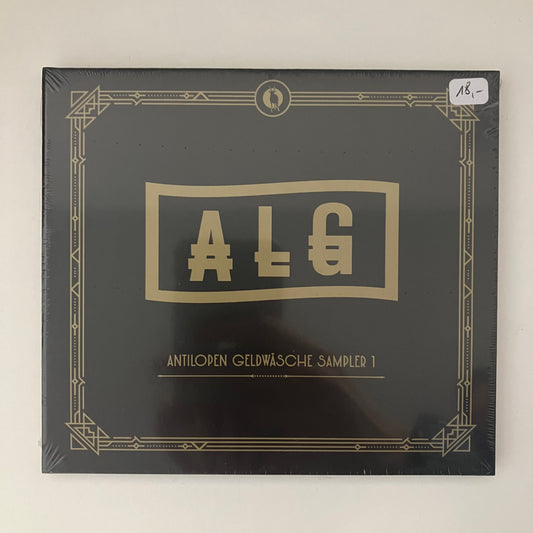 18,-
ALG
ANTILOPEN GELDWÄSCHE SAMPLER 1